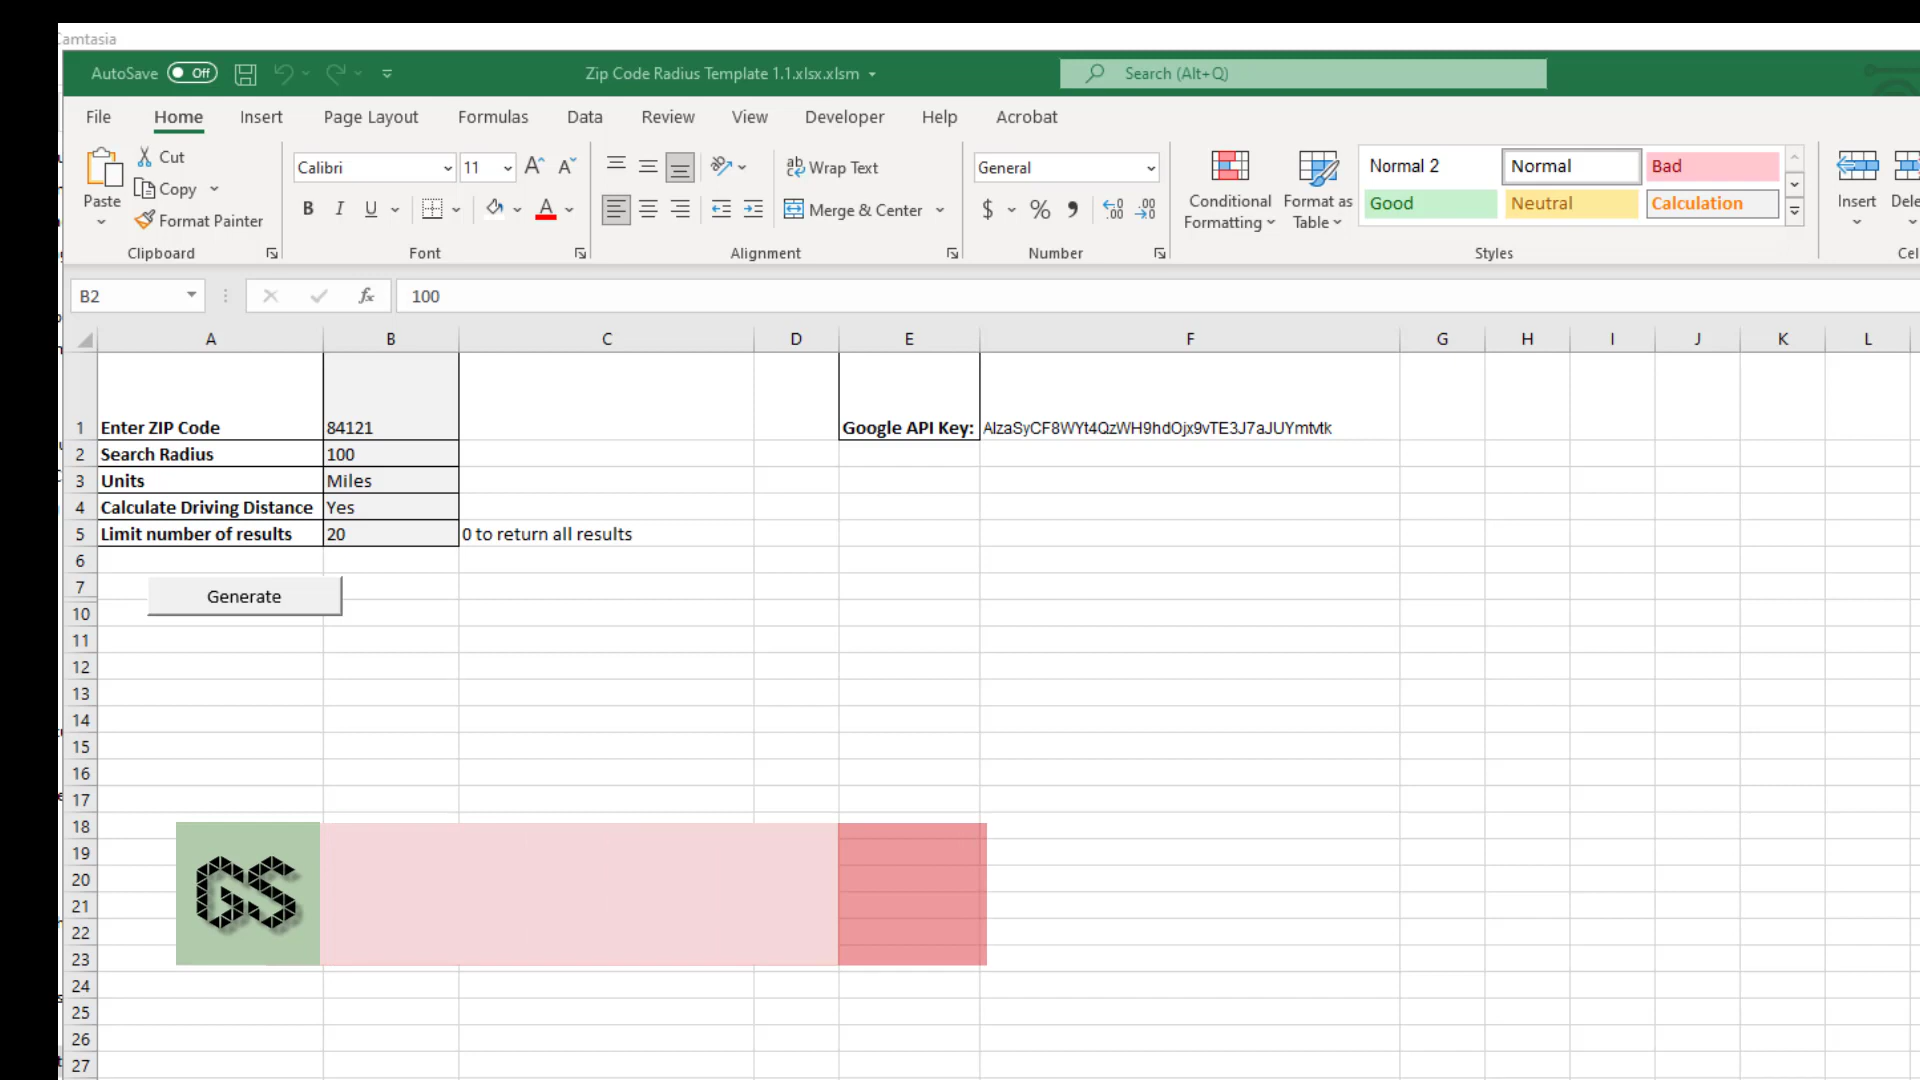 Camtasia
AutoSave Off Zip Code Radius Template 1.1.xlsx.xlsm Search (Alt+Q)
File Home Insert Page Layout Formulas Data Review View Developer Help Acrobat
Paste Cut Copy Format Painter Clipboard
Calibri 11 B I U Font
Wrap Text Merge & Center Alignment
General $ % Number
Conditional Formatting Format as Table
Normal 2 Normal Bad
Good Neutral Calculation
Styles
Insert
B2 fx 100
A B C D E F G H I J K L
1 Enter ZIP Code 84121 Google API Key:
2 Search Radius 100
3 Units Miles
4 Calculate Driving Distance Yes
5 Limit number of results 20 0 to return all results
6
7
Generate
10
11
12
13
14
15
16
17
18
19
20
GS
21
22
23
24
25
26
27